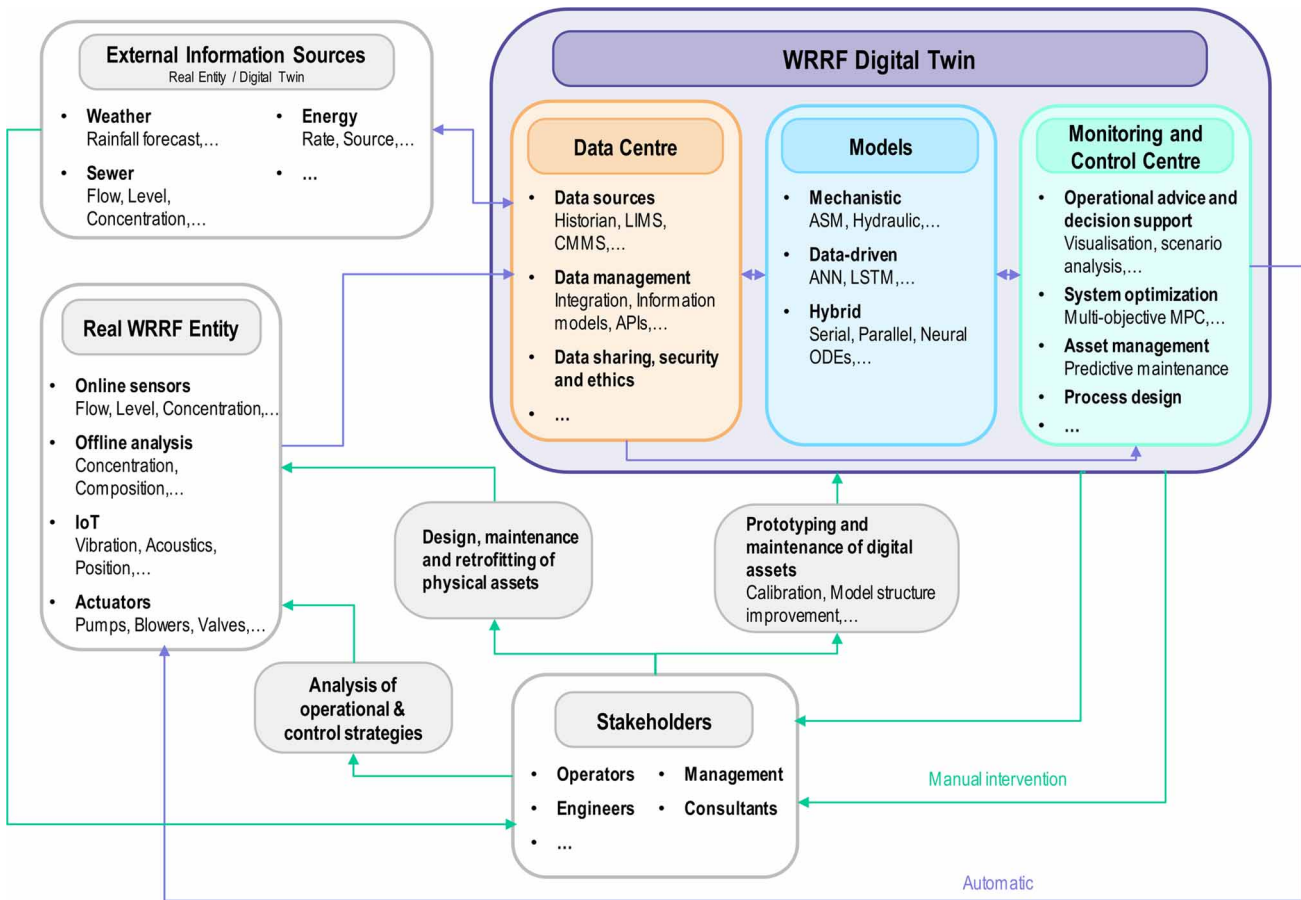 External Information Sources
Real Entity / Digital Twin
• Weather
Rainfall forecast,…
• Sewer
Flow, Level,
Concentration,…
• Energy
Rate, Source,…
• …
WRRF Digital Twin
Data Centre
• Data sources
Historian, LIMS,
CMMS,…
• Data management
Integration, Information
models, APIs,…
• Data sharing, security
and ethics
• …
Models
• Mechanistic
ASM, Hydraulic,…
• Data-driven
ANN, LSTM,…
• Hybrid
Serial, Parallel, Neural
ODEs,…
Monitoring and
Control Centre
• Operational advice and
decision support
Visualisation, scenario
analysis,…
• System optimization
Multi-objective MPC,…
• Asset management
Predictive maintenance
• Process design
• …
Real WRRF Entity
• Online sensors
Flow, Level, Concentration,…
• Offline analysis
Concentration,
Composition,…
• IoT
Vibration, Acoustics,
Position,…
• Actuators
Pumps, Blowers, Valves,…
Design, maintenance
and retrofitting of
physical assets
Prototyping and
maintenance of digital
assets
Calibration, Model structure
improvement,…
Analysis of
operational &
control strategies
Stakeholders
• Operators
• Engineers
• …
• Management
• Consultants
Manual intervention
Automatic